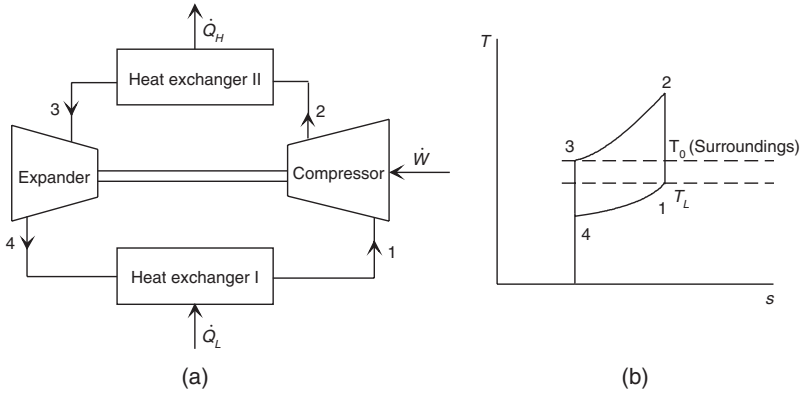 Q̇_H
Heat exchanger II
3
2
Expander
Compressor
Ẇ
4
1
Heat exchanger I
Q̇_L
(a)
T
2
3
T_0 (Surroundings)
T_L
1
4
s
(b)